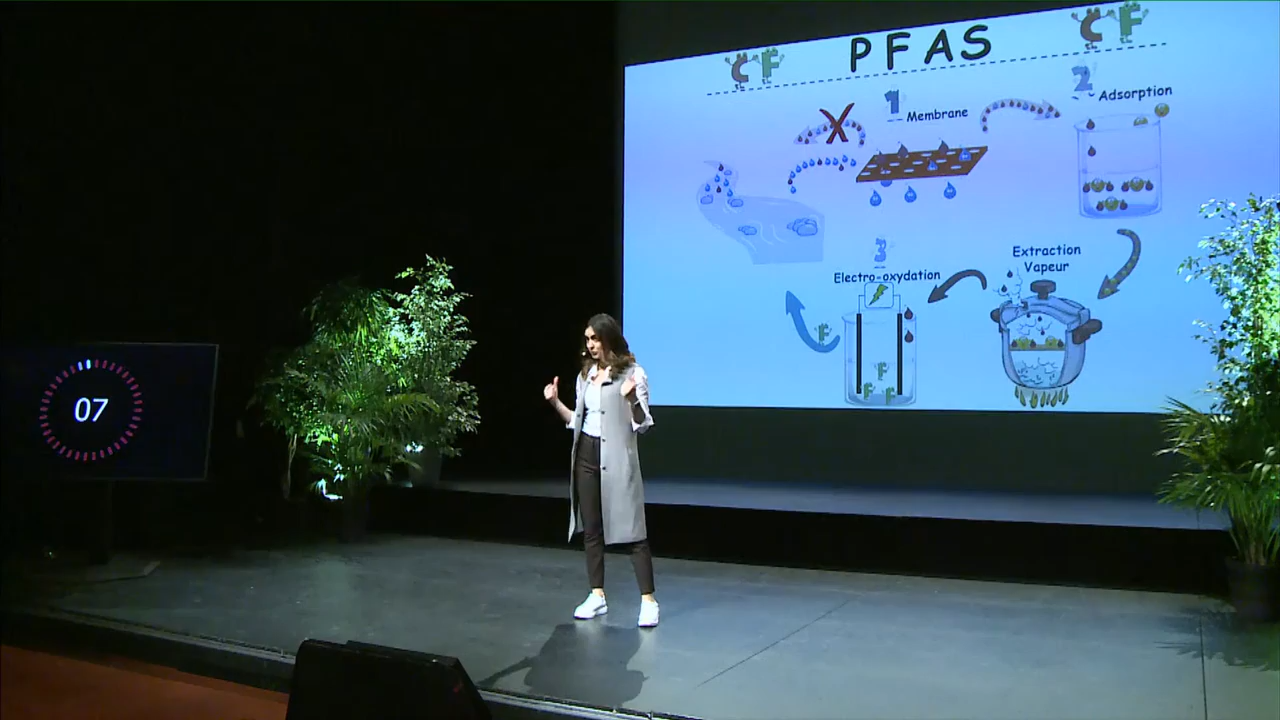 C F
PFAS
C F
1
Membrane
2
Adsorption
3
Electro-oxydation
Extraction
Vapeur
F
F
F
F
07